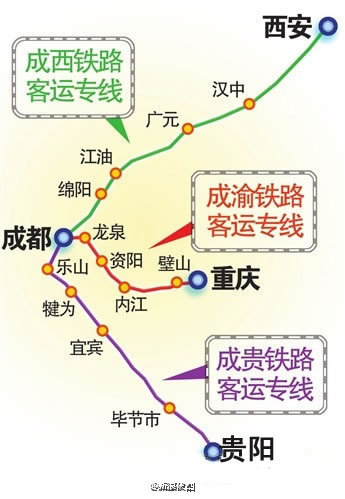 西安
成西铁路
客运专线
汉中
广元
江油
绵阳
成渝铁路
客运专线
成都
龙泉
资阳
璧山
重庆
乐山
内江
犍为
宜宾
成贵铁路
客运专线
毕节市
贵阳